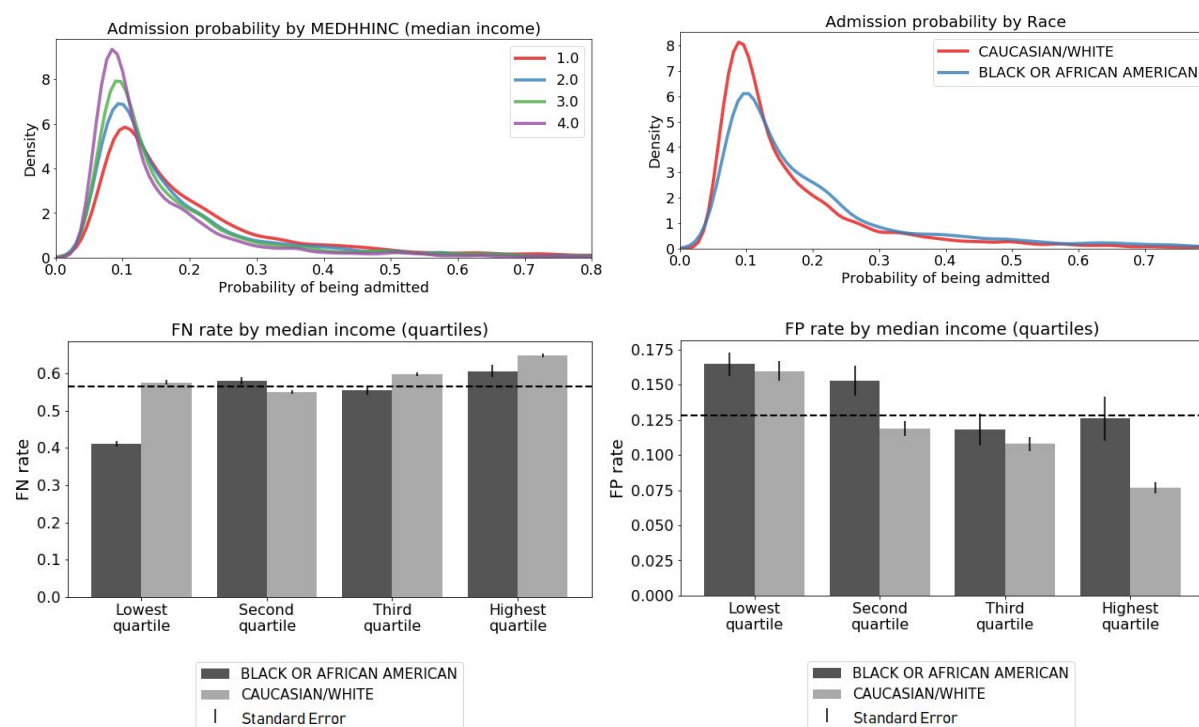 Admission probability by MEDHHINC (median income)
Density
8
6
4
2
0
0.0 0.1 0.2 0.3 0.4 0.5 0.6 0.7 0.8
Probability of being admitted
1.0
2.0
3.0
4.0
Admission probability by Race
Density
8
7
6
5
4
3
2
1
0
0.0 0.1 0.2 0.3 0.4 0.5 0.6 0.7
Probability of being admitted
CAUCASIAN/WHITE
BLACK OR AFRICAN AMERICAN
FN rate by median income (quartiles)
FN rate
0.6
0.5
0.4
0.3
0.2
0.1
0.0
Lowest Second Third Highest
quartile quartile quartile quartile
BLACK OR AFRICAN AMERICAN
CAUCASIAN/WHITE
Standard Error
FP rate by median income (quartiles)
FP rate
0.175
0.150
0.125
0.100
0.075
0.050
0.025
0.000
Lowest Second Third Highest
quartile quartile quartile quartile
BLACK OR AFRICAN AMERICAN
CAUCASIAN/WHITE
Standard Error